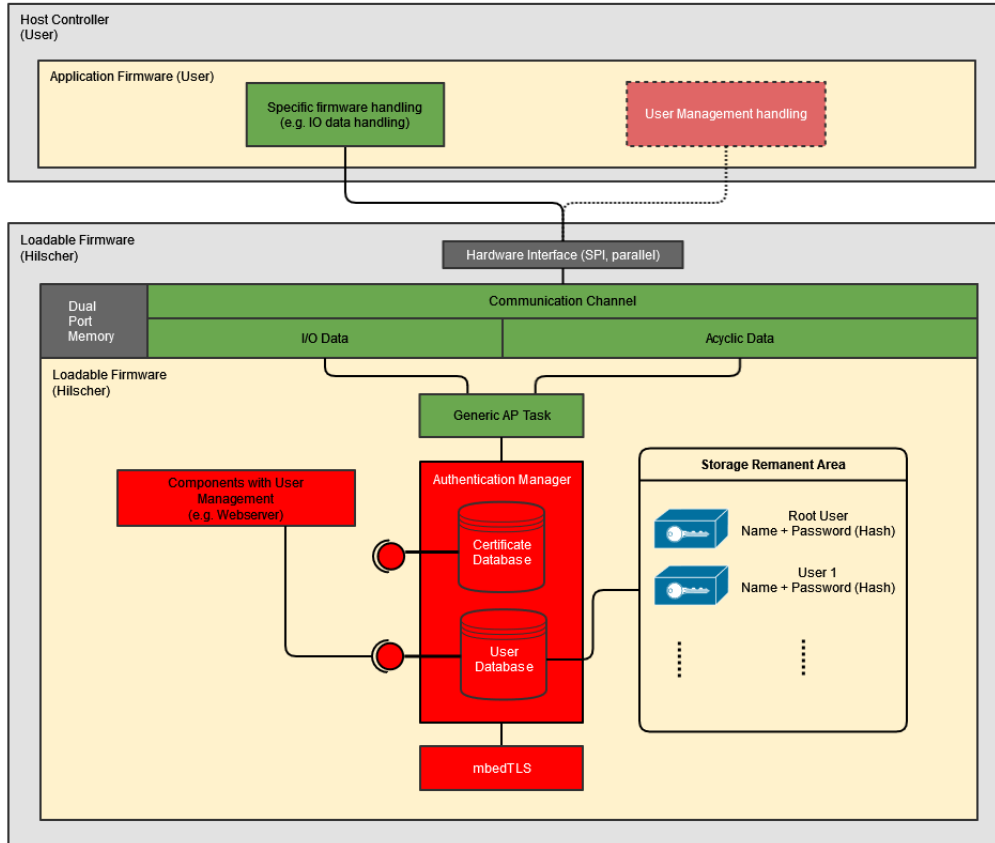 Host Controller
(User)
Application Firmware (User)
Specific firmware handling
(e.g. IO data handling)
User Management handling
Loadable Firmware
(Hilscher)
Hardware Interface (SPI, parallel)
Dual
Port
Memory
Communication Channel
I/O Data
Acyclic Data
Loadable Firmware
(Hilscher)
Generic AP Task
Components with User
Management
(e.g. Webserver)
Authentication Manager
Certificate
Database
User
Database
mbedTLS
Storage Remanent Area
Root User
Name + Password (Hash)
User 1
Name + Password (Hash)